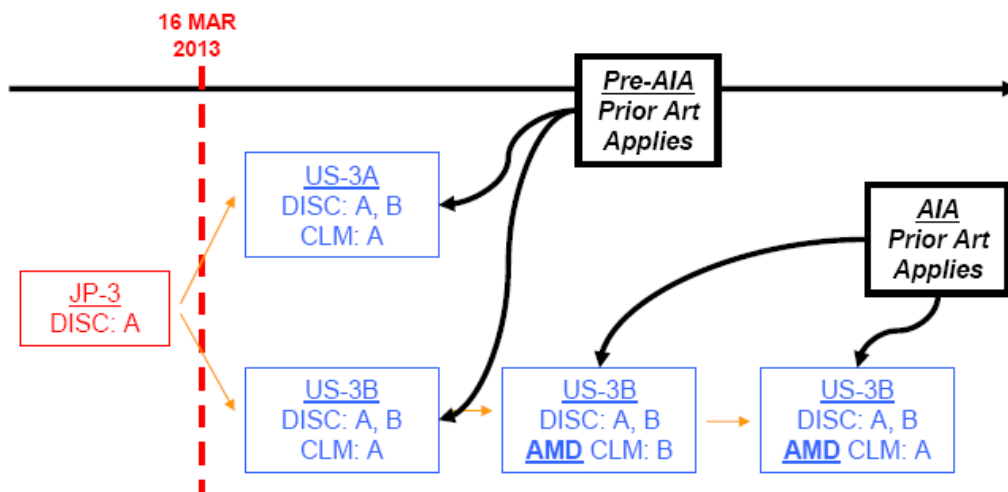 16 MAR
2013
Pre-AIA
Prior Art
Applies
US-3A
DISC: A, B
CLM: A
AIA
Prior Art
Applies
JP-3
DISC: A
US-3B
DISC: A, B
CLM: A
US-3B
DISC: A, B
AMD CLM: B
US-3B
DISC: A, B
AMD CLM: A